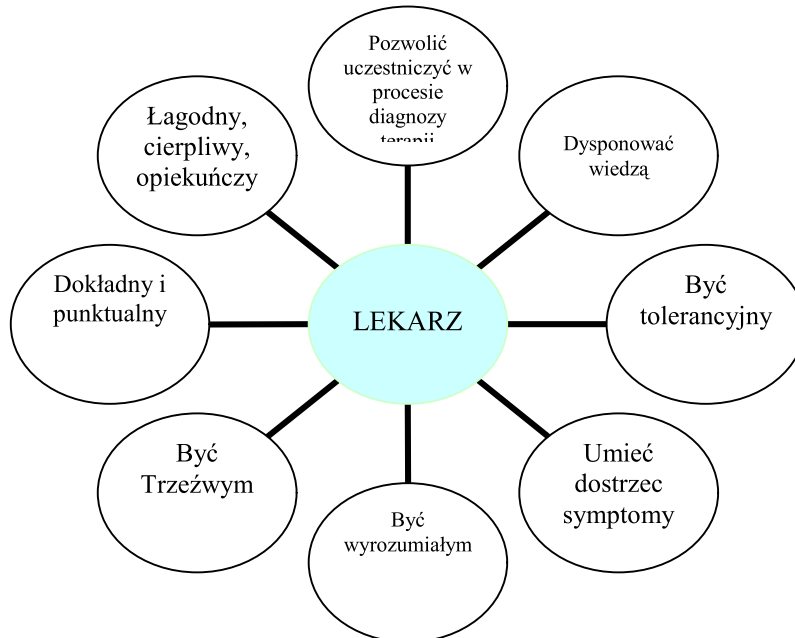 Pozwolić
uczestniczyć w
procesie
diagnozy
terapii
Łagodny,
cierpliwy,
opiekuńczy
Dysponować
wiedzą
Dokładny i
punktualny
LEKARZ
Być
tolerancyjny
Być
Trzeźwym
Umieć
dostrzec
symptomy
Być
wyrozumiałym